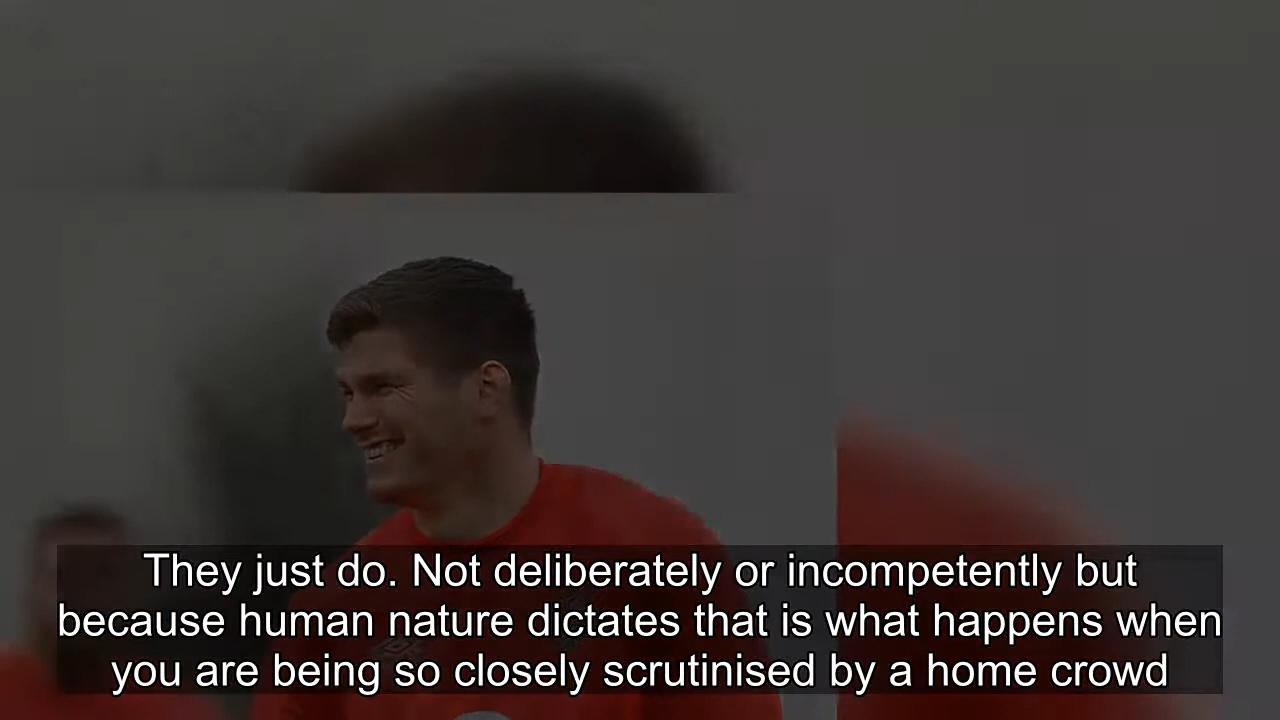 They just do. Not deliberately or incompetently but
because human nature dictates that is what happens when
you are being so closely scrutinised by a home crowd